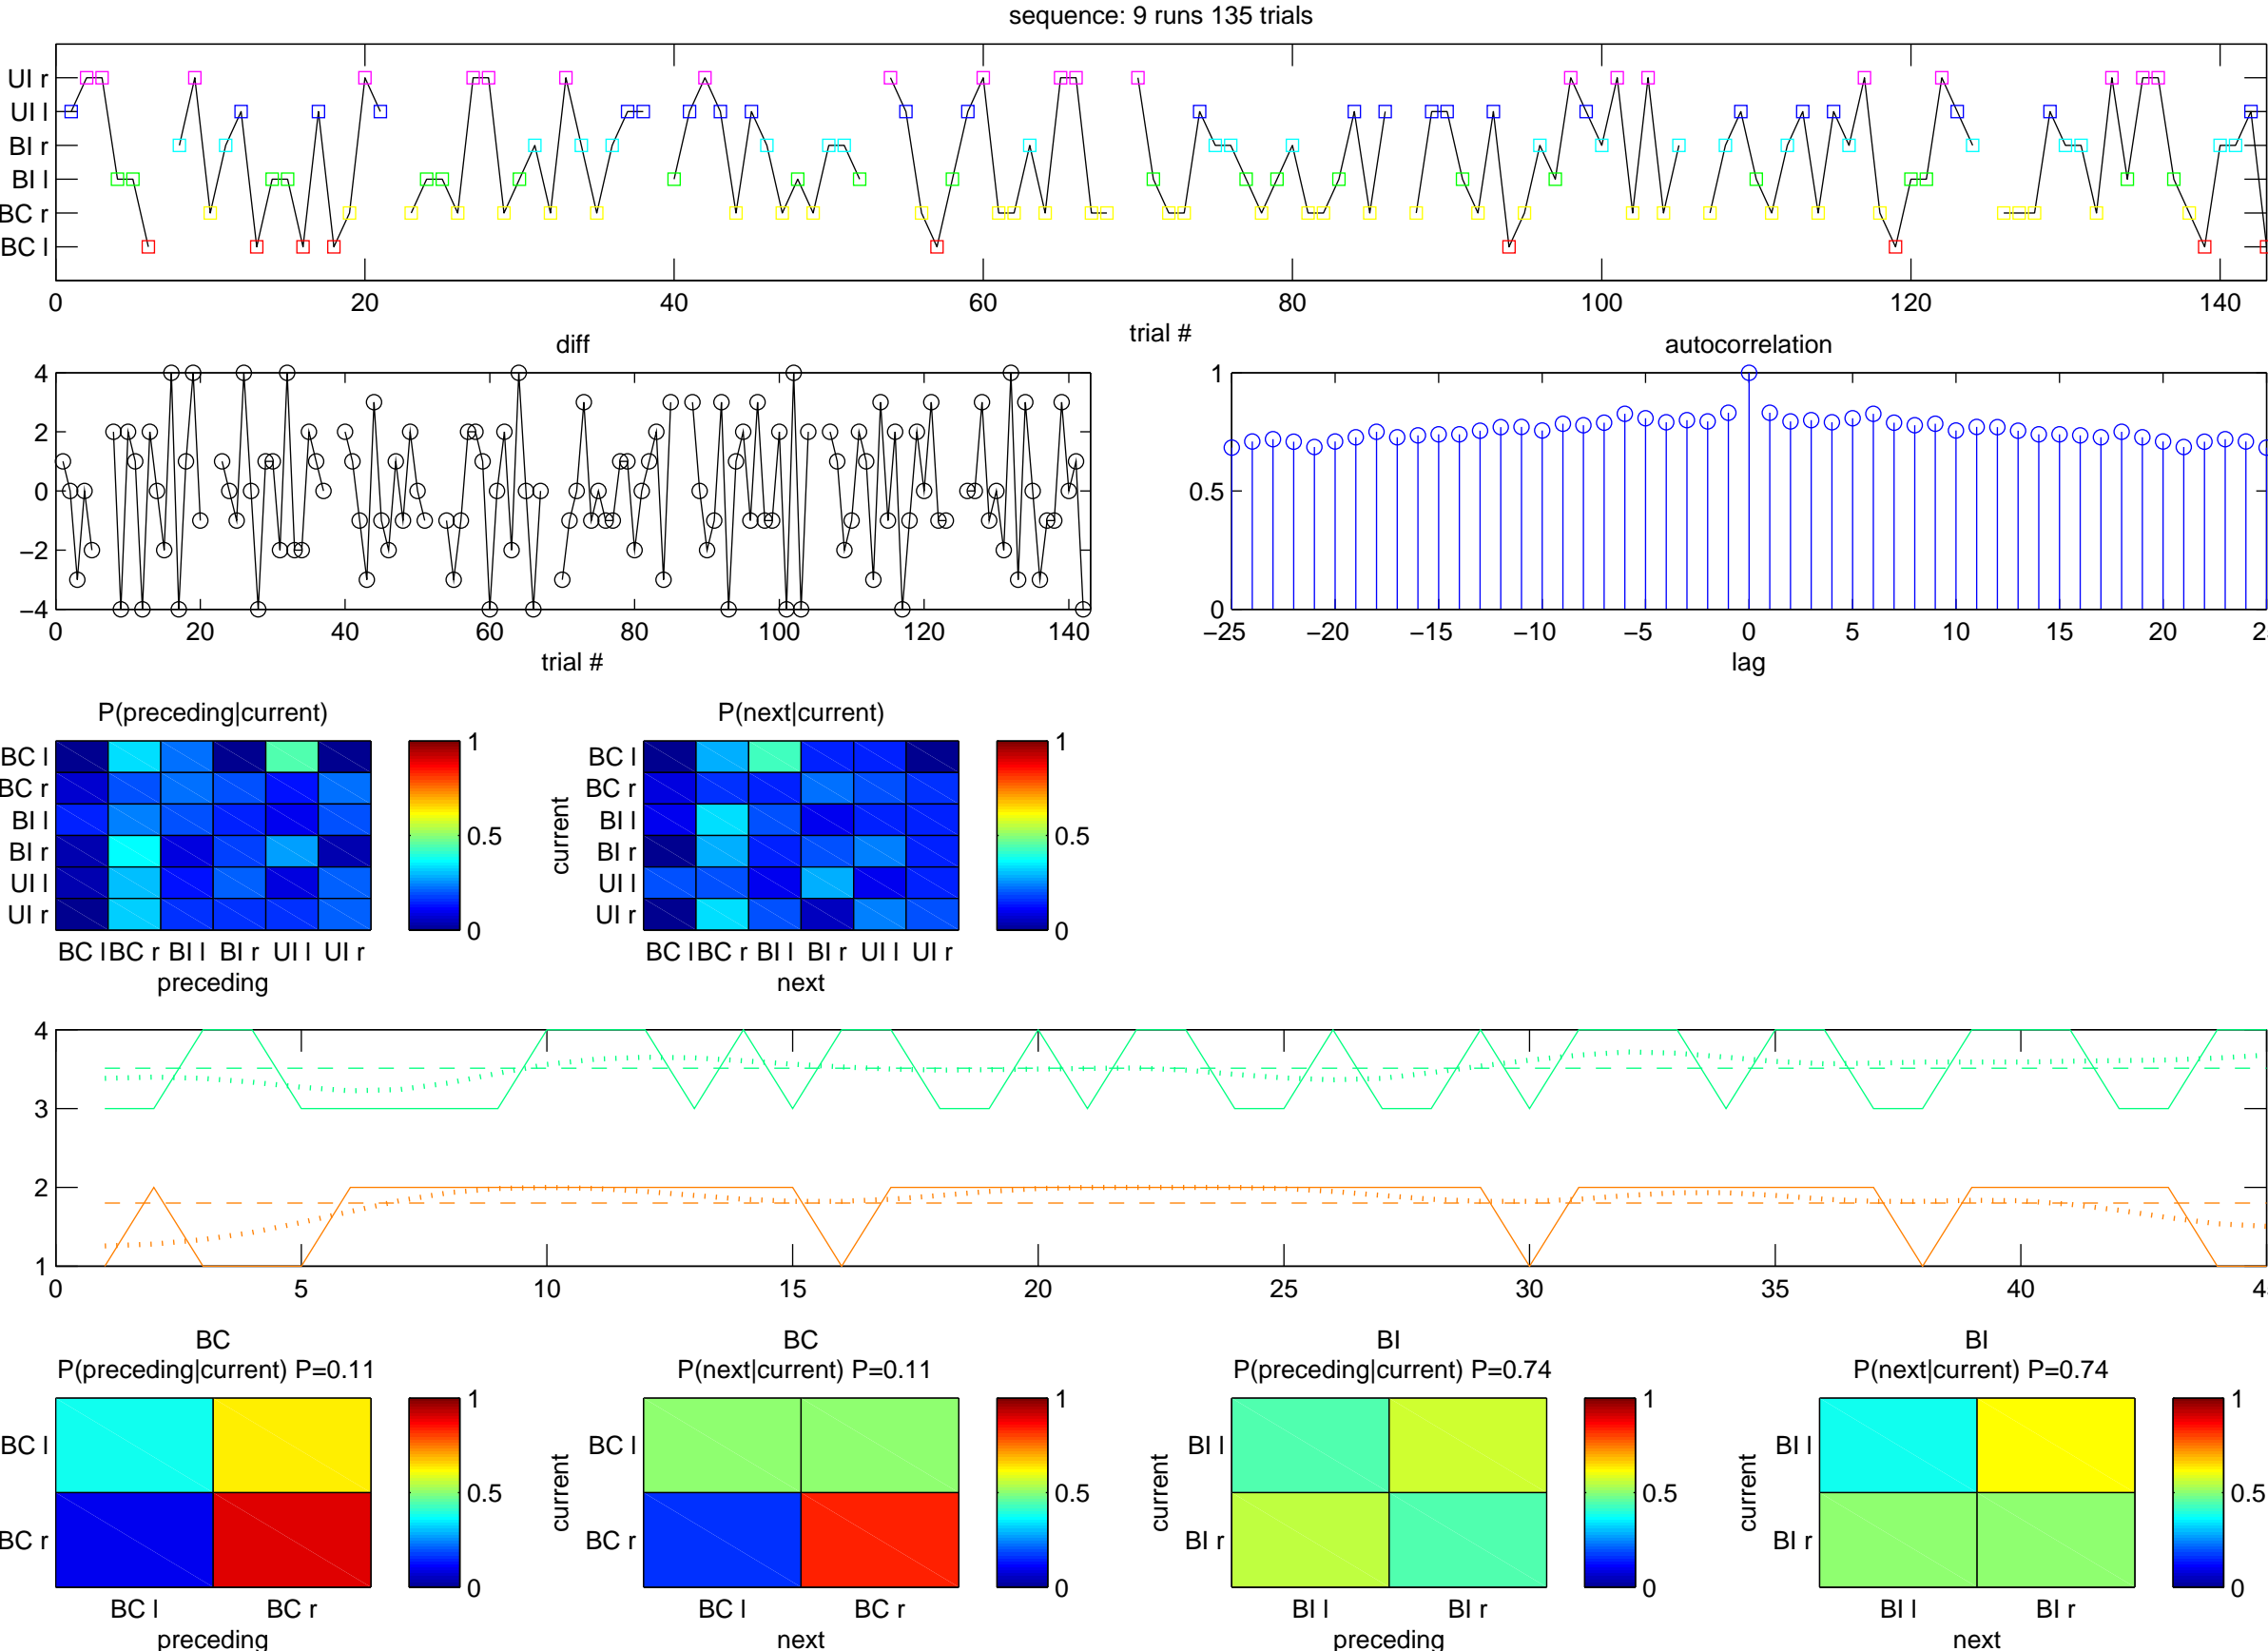 sequence: 9 runs 135 trials
UI r
UI l
BI r
BI l
BC r
BC l
0 20 40 60 80 100 120 140
trial #
diff
4
2
0
−2
−4
0 20 40 60 80 100 120 140
trial #
autocorrelation
1
0.5
0
−25 −20 −15 −10 −5 0 5 10 15 20 2
lag
P(preceding|current)
BC l
BC r
BI l
BI r
UI l
UI r
BC l BC r BI l BI r UI l UI r
preceding
1
0.5
0
P(next|current)
current
BC l
BC r
BI l
BI r
UI l
UI r
BC l BC r BI l BI r UI l UI r
next
1
0.5
0
4
3
2
1
0 5 10 15 20 25 30 35 40 4
BC
P(preceding|current) P=0.11
BC l
BC r
BC l BC r
preceding
1
0.5
0
BC
P(next|current) P=0.11
current
BC l
BC r
BC l BC r
next
1
0.5
0
BI
P(preceding|current) P=0.74
current
BI l
BI r
BI l BI r
preceding
1
0.5
0
BI
P(next|current) P=0.74
current
BI l
BI r
BI l BI r
next
1
0.5
0